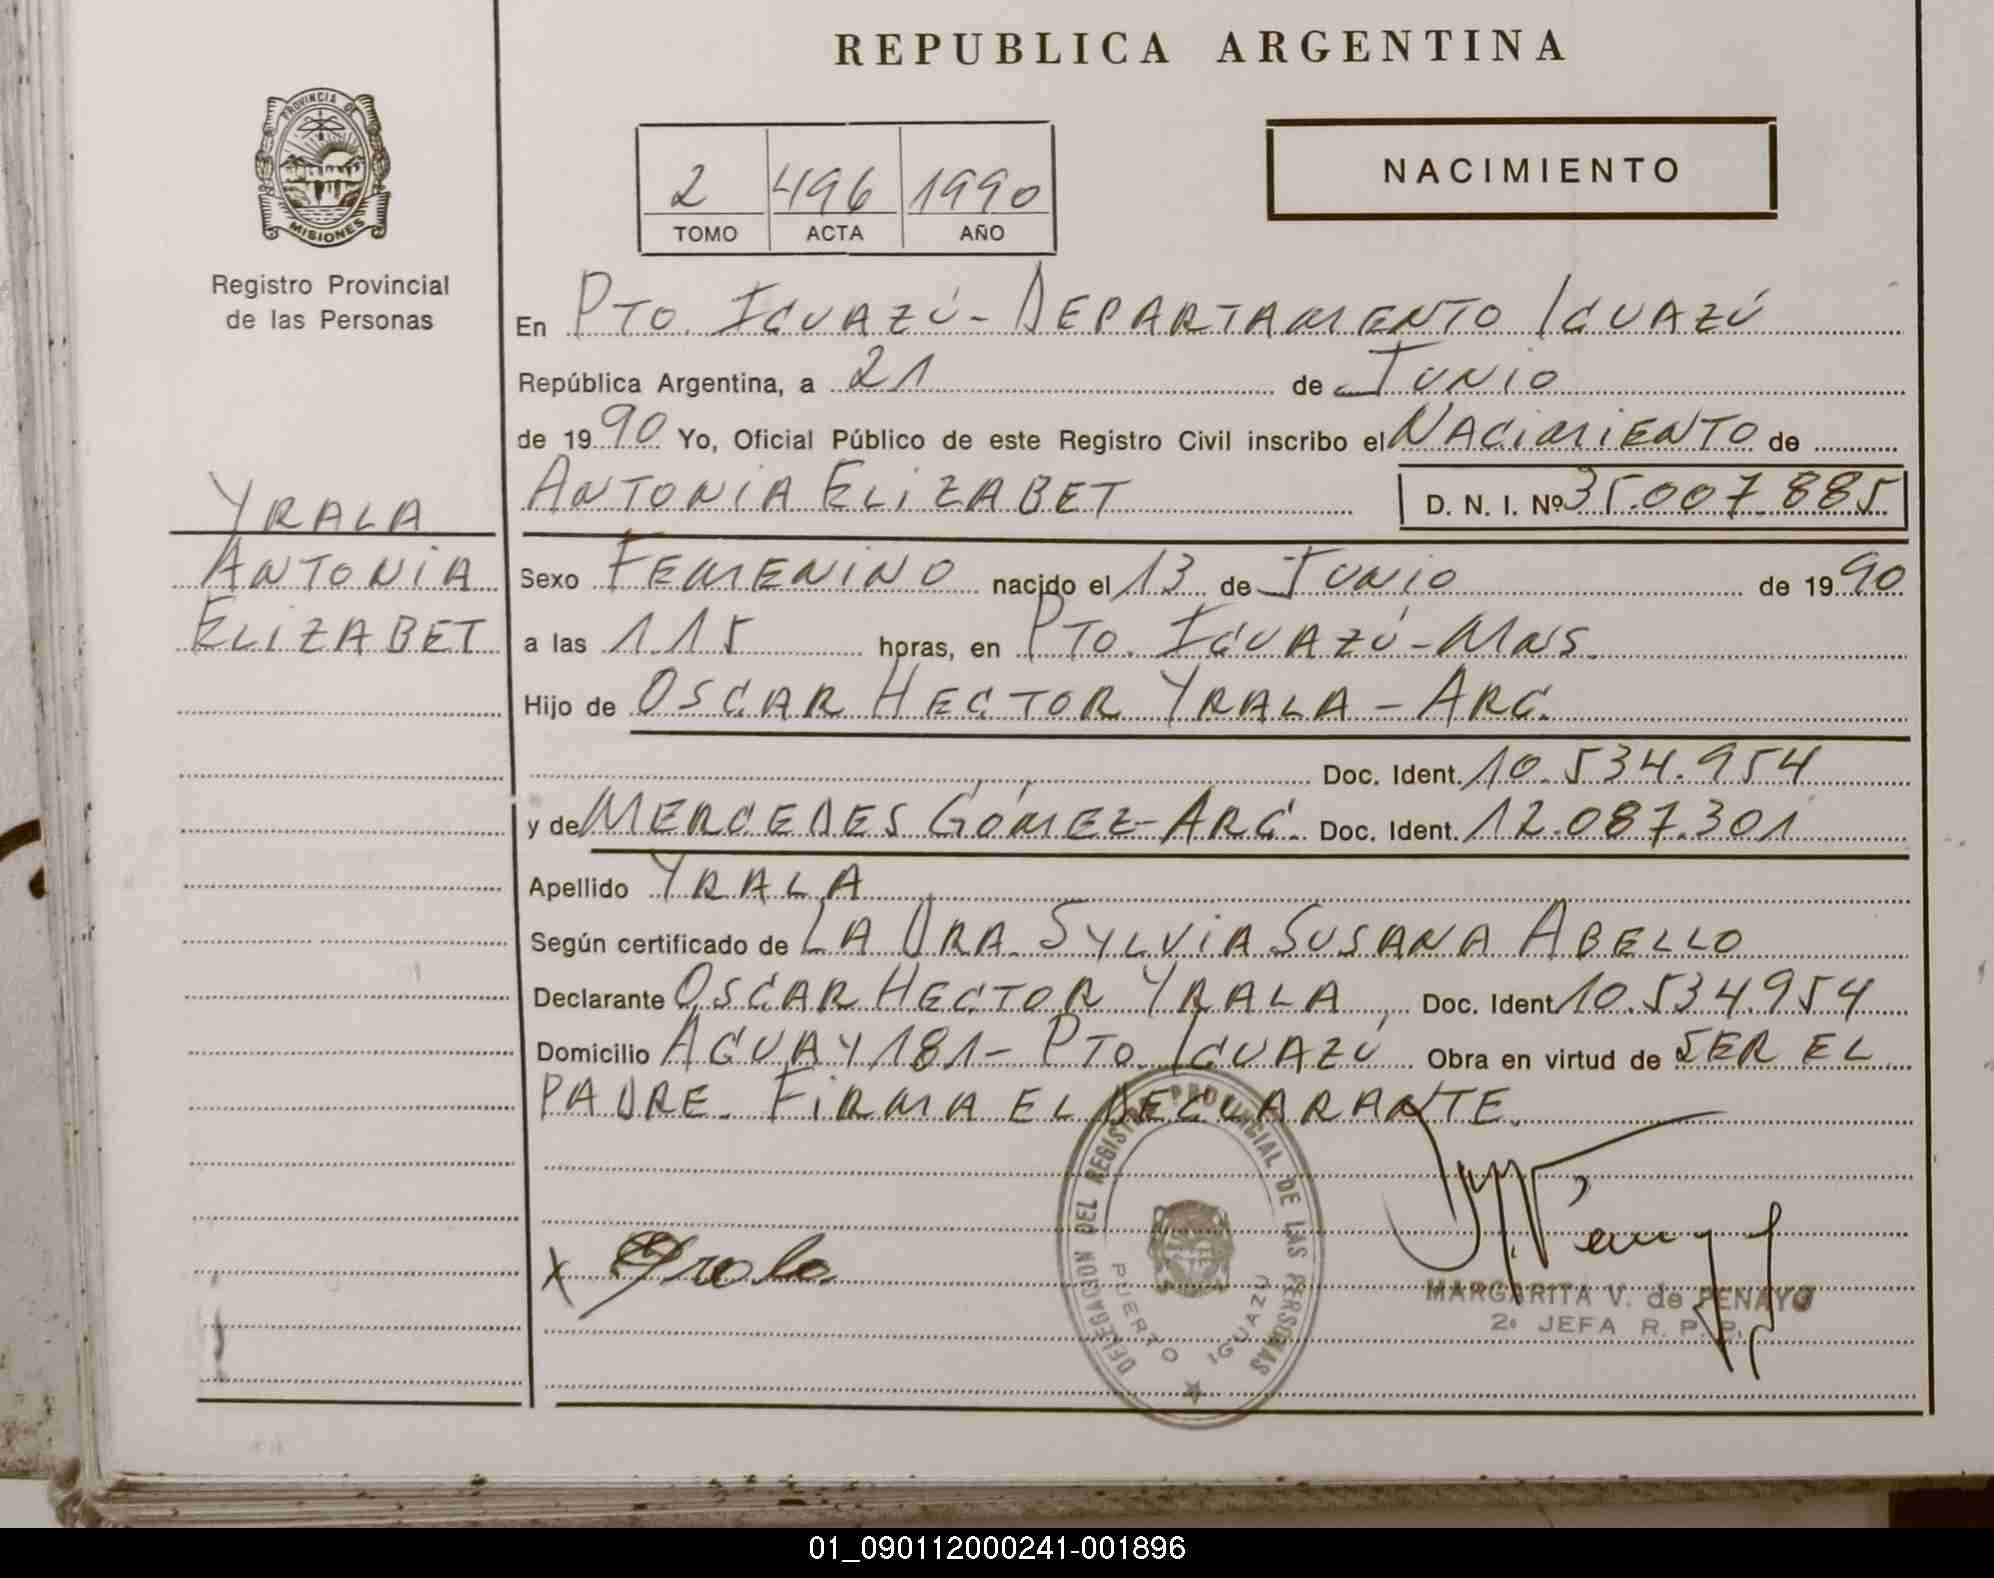 REPUBLICA ARGENTINA
PROVINCIA DE
MISIONES
Registro Provincial
de las Personas
2 496 1990
TOMO ACTA AÑO
NACIMIENTO
En PTO. IGUAZÚ - DEPARTAMENTO IGUAZÚ
República Argentina, a 21 de JUNIO
de 1990 Yo, Oficial Público de este Registro Civil inscribo el NACIMIENTO de
YRALA
ANTONIA
ELIZABET
ANTONIA ELIZABET D. N. I. Nº 35.007.885
Sexo FEMENINO nacido el 13 de JUNIO de 1990
a las 1.15 horas, en PTO. IGUAZÚ - MNS.
Hijo de OSCAR HECTOR YRALA - ARG.
Doc. Ident. 10.534.954
y de MERCEDES GÓMEZ - ARG. Doc. Ident. 12.087.301
Apellido YRALA
Según certificado de LA DRA. SYLVIA SUSANA ABELLO
Declarante OSCAR HECTOR YRALA Doc. Ident. 10.534.954
Domicilio AGUAY 181 - PTO. IGUAZÚ Obra en virtud de SER EL
PADRE. FIRMA EL DECLARANTE.
X Yrala
DELEGACION DEL REGISTRO PROVINCIAL DE LAS PERSONAS
PUERTO IGUAZU
MARGARITA V. de PENAYO
2º JEFA R. P. P.
01_090112000241-001896